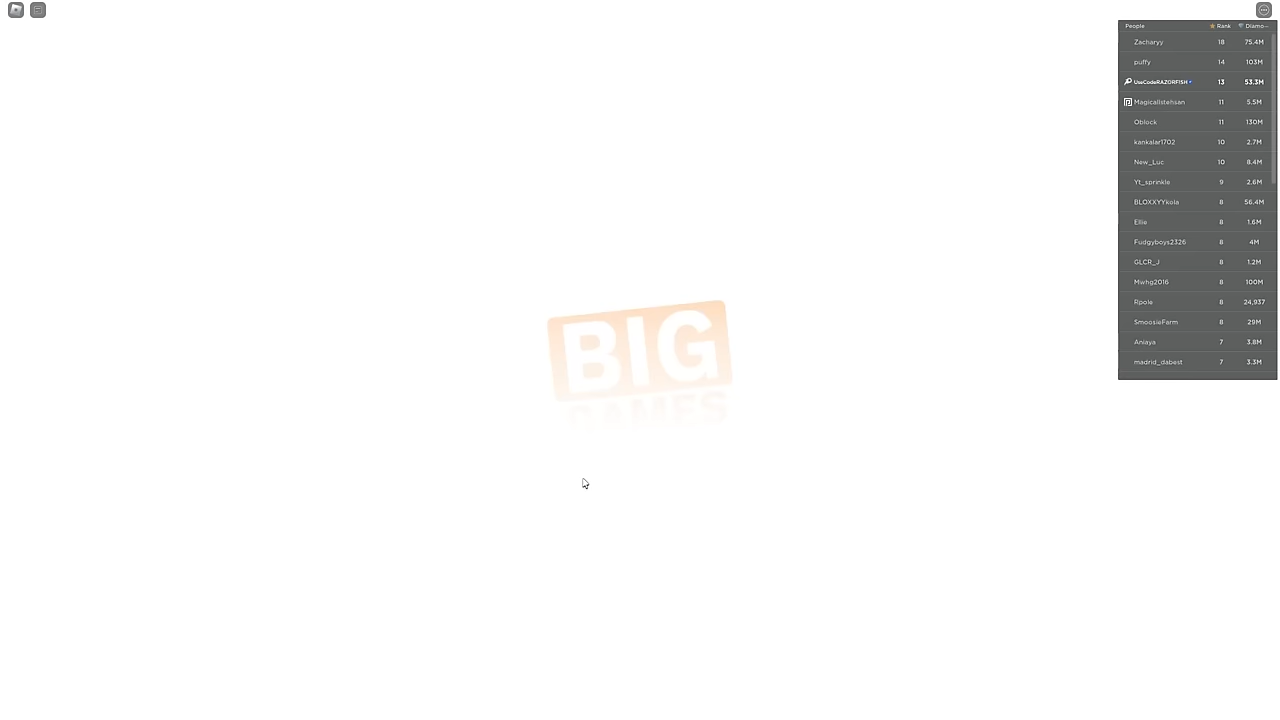 People Rank Diamo···
Zacharyy 18 75.4M
puffy 14 103M
UseCodeRAZORFISH 13 53.3M
Magicallstehsan 11 5.5M
Oblock 11 130M
kankalar1702 10 2.7M
New_Luc 10 8.4M
Yt_sprinkle 9 2.6M
BLOXXYYkola 8 56.4M
Ellie 8 1.6M
Fudgyboys2326 8 4M
GLCR_J 8 1.2M
Mwhg2016 8 100M
Rpole 8 24,937
SmoosieFarm 8 29M
Aniaya 7 3.8M
madrid_dabest 7 3.3M
BIG
GAMES